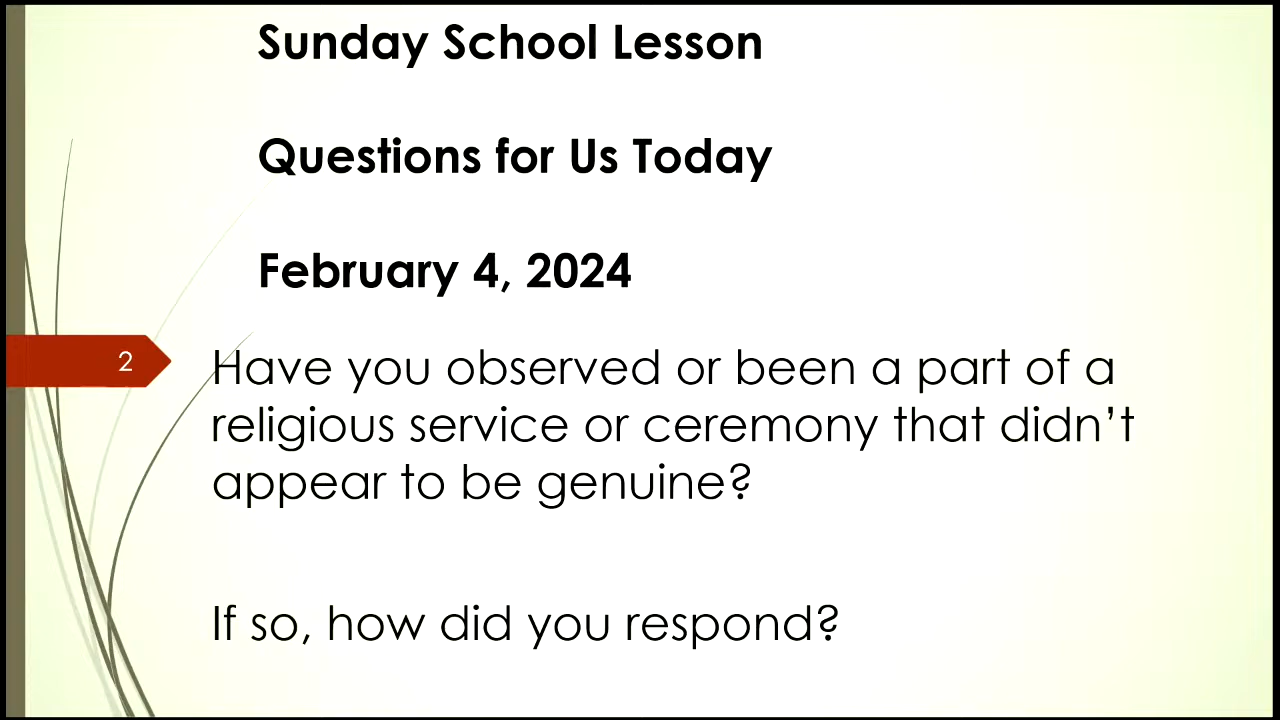 Sunday School Lesson
Questions for Us Today
February 4, 2024
2
Have you observed or been a part of a
religious service or ceremony that didn’t
appear to be genuine?
If so, how did you respond?